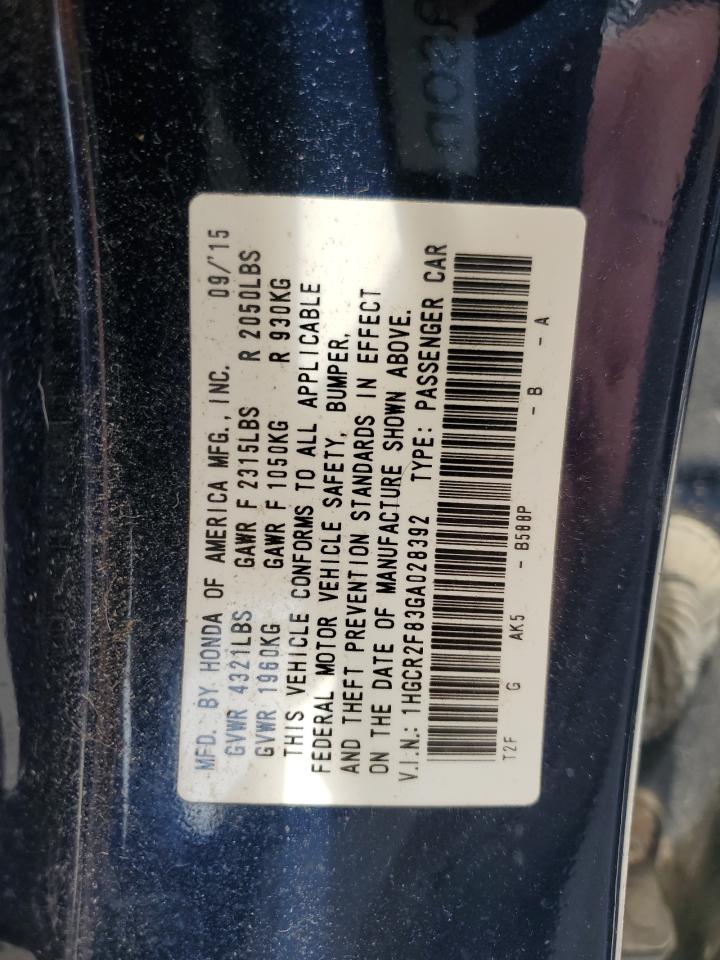 MFD. BY HONDA OF AMERICA MFG., INC. 09/'15
GVWR 4321LBS GAWR F 2315LBS R 2050LBS
GVWR 1960KG GAWR F 1050KG R 930KG
THIS VEHICLE CONFORMS TO ALL APPLICABLE
FEDERAL MOTOR VEHICLE SAFETY, BUMPER,
AND THEFT PREVENTION STANDARDS IN EFFECT
ON THE DATE OF MANUFACTURE SHOWN ABOVE.
V.I.N.: 1HGCR2F83GA028392 TYPE: PASSENGER CAR
T2F G AK5 - B588P - B - A